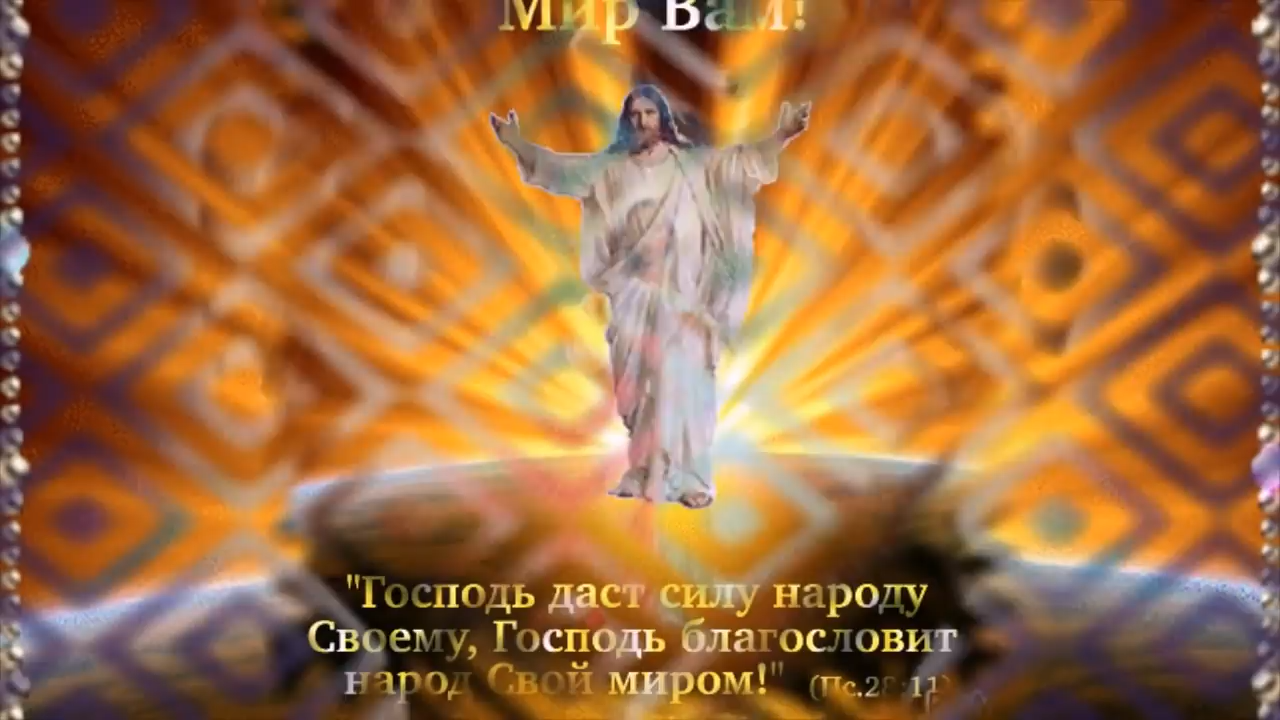 Мир Вам!
"Господь даст силу народу
Своему, Господь благословит
народ Свой миром!" (Пс.28:11)